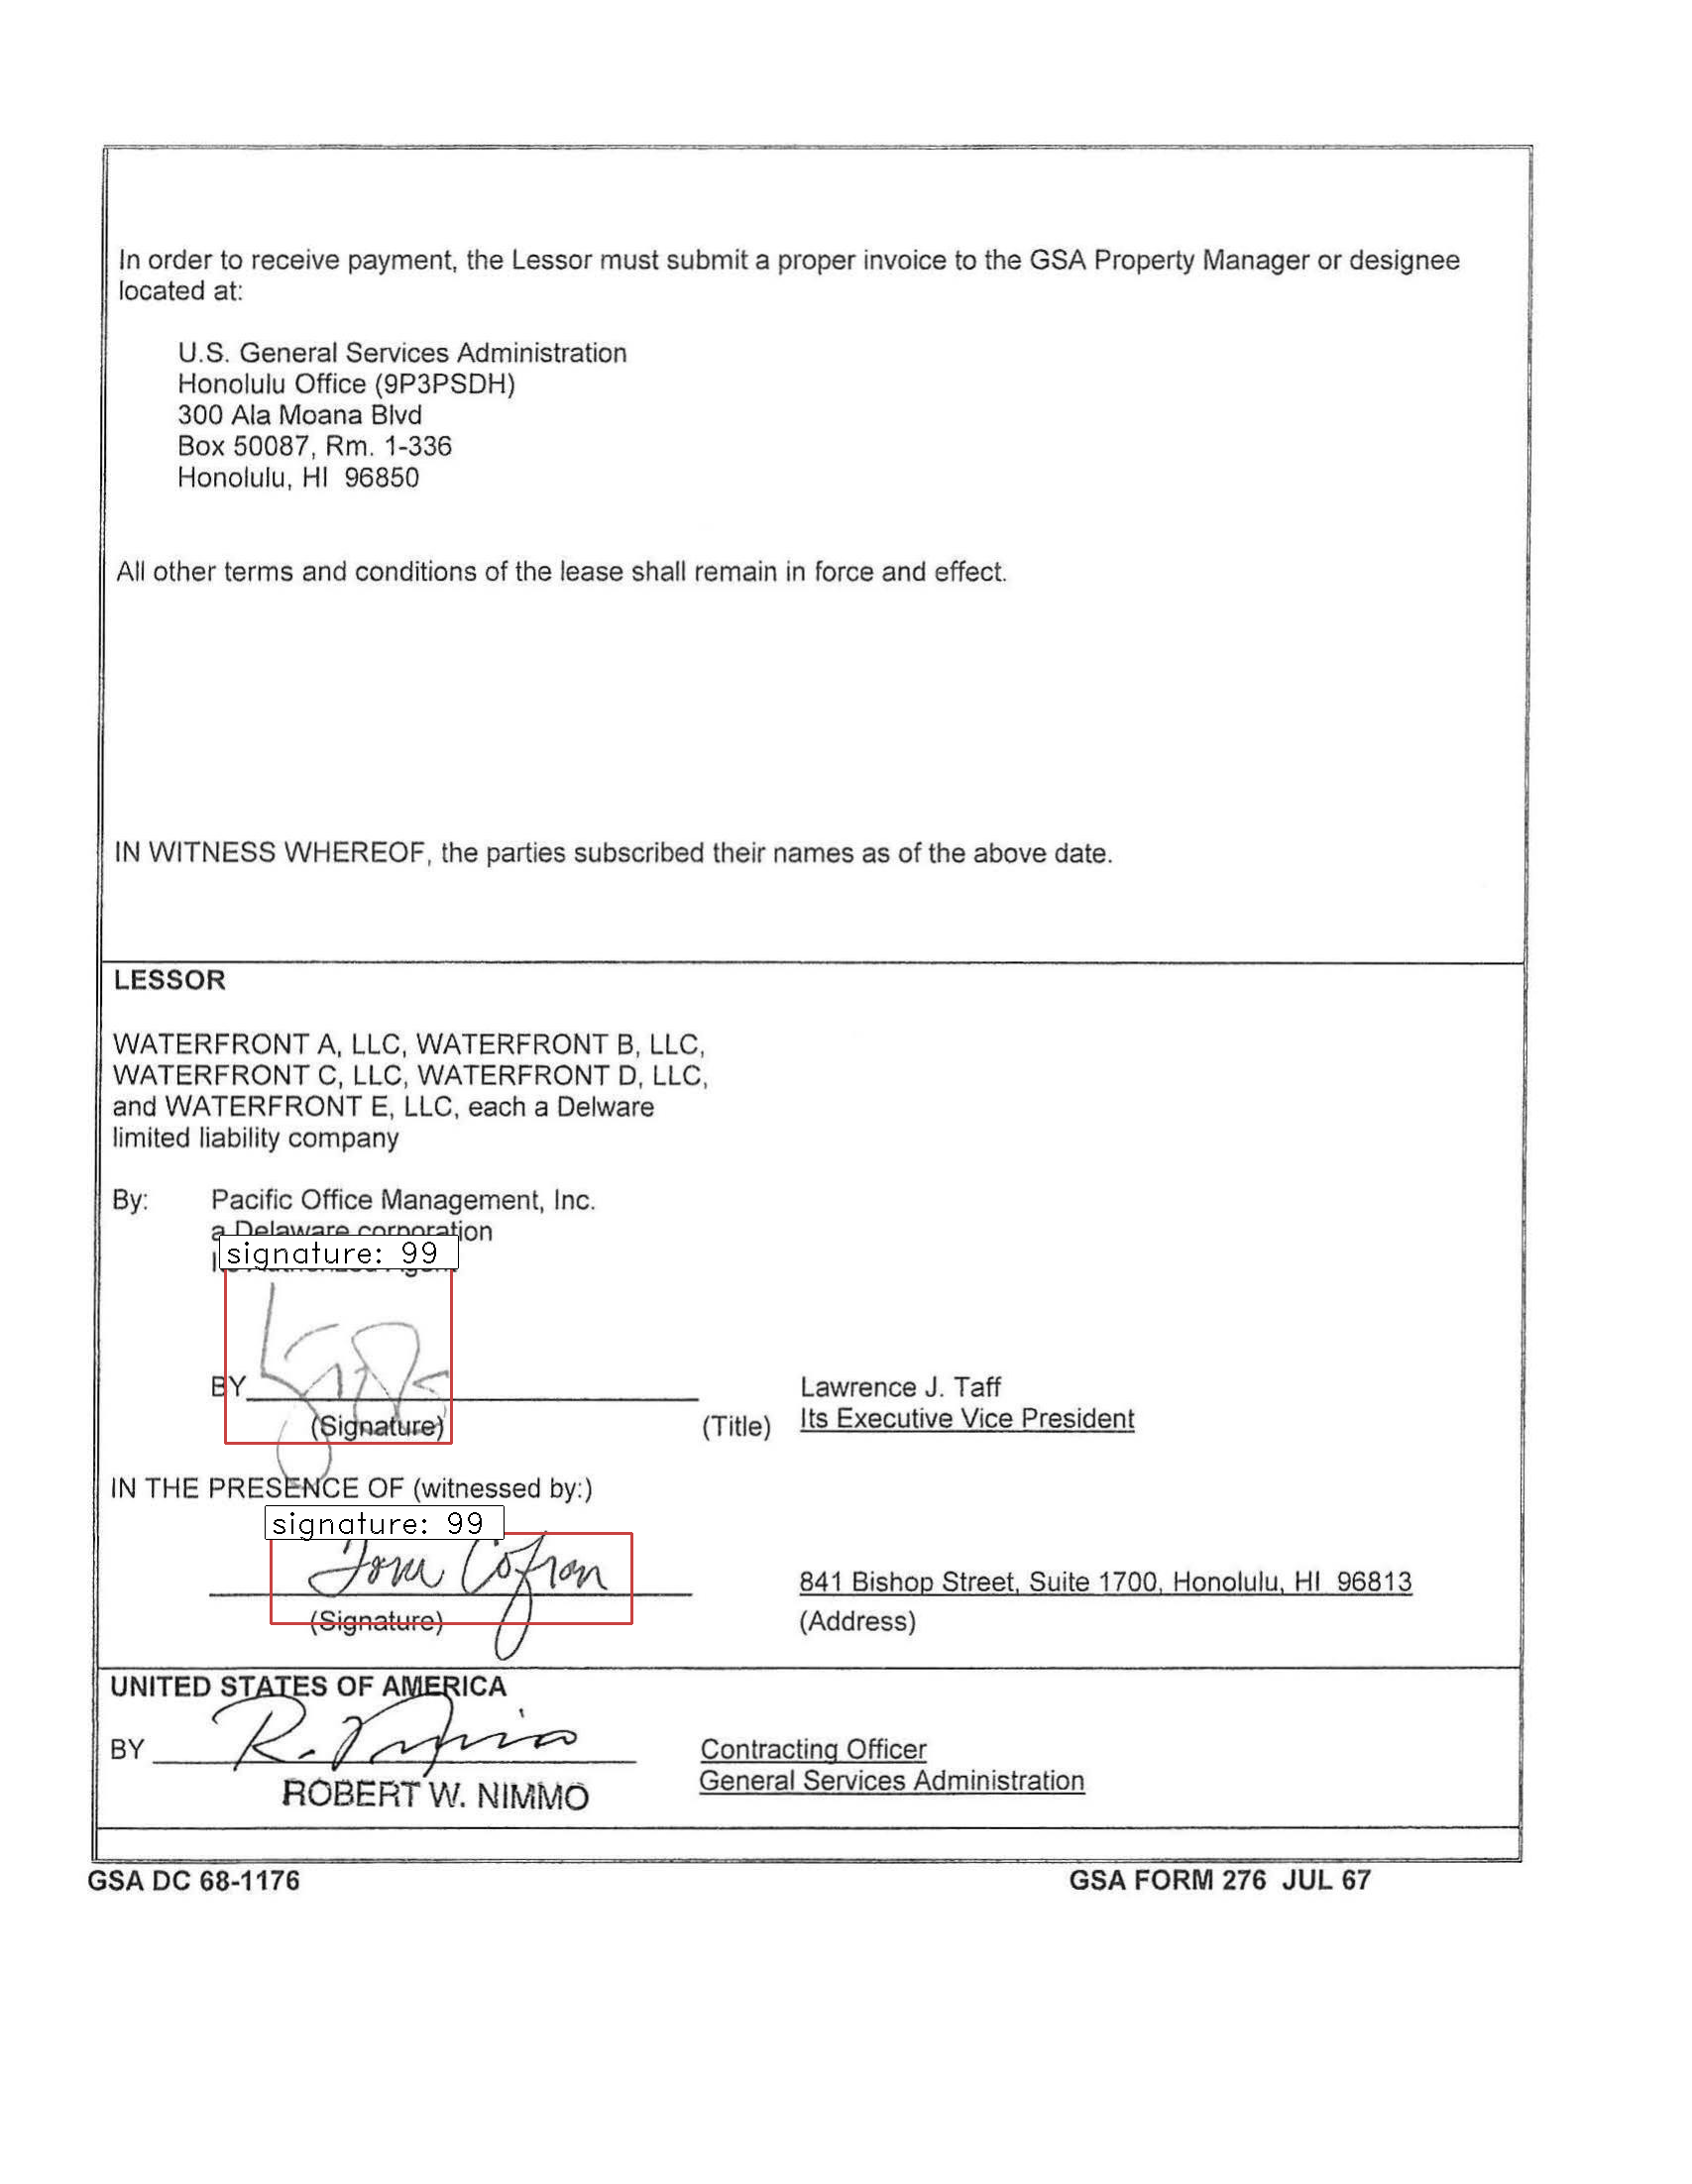 In order to receive payment, the Lessor must submit a proper invoice to the GSA Property Manager or designee
located at:
U.S. General Services Administration
Honolulu Office (9P3PSDH)
300 Ala Moana Blvd
Box 50087, Rm. 1-336
Honolulu, HI 96850
All other terms and conditions of the lease shall remain in force and effect.
IN WITNESS WHEREOF, the parties subscribed their names as of the above date.
LESSOR
WATERFRONT A, LLC, WATERFRONT B, LLC,
WATERFRONT C, LLC, WATERFRONT D, LLC,
and WATERFRONT E, LLC, each a Delware
limited liability company
By: Pacific Office Management, Inc.
a Delaware corporation
signature: 99
BY
Lawrence J. Taff
(Signature) (Title) Its Executive Vice President
IN THE PRESENCE OF (witnessed by:)
signature: 99
Tom Cofran
841 Bishop Street, Suite 1700, Honolulu, HI 96813
(Signature) (Address)
UNITED STATES OF AMERICA
BY R. Nimmo Contracting Officer
ROBERT W. NIMMO General Services Administration
GSA DC 68-1176 GSA FORM 276 JUL 67